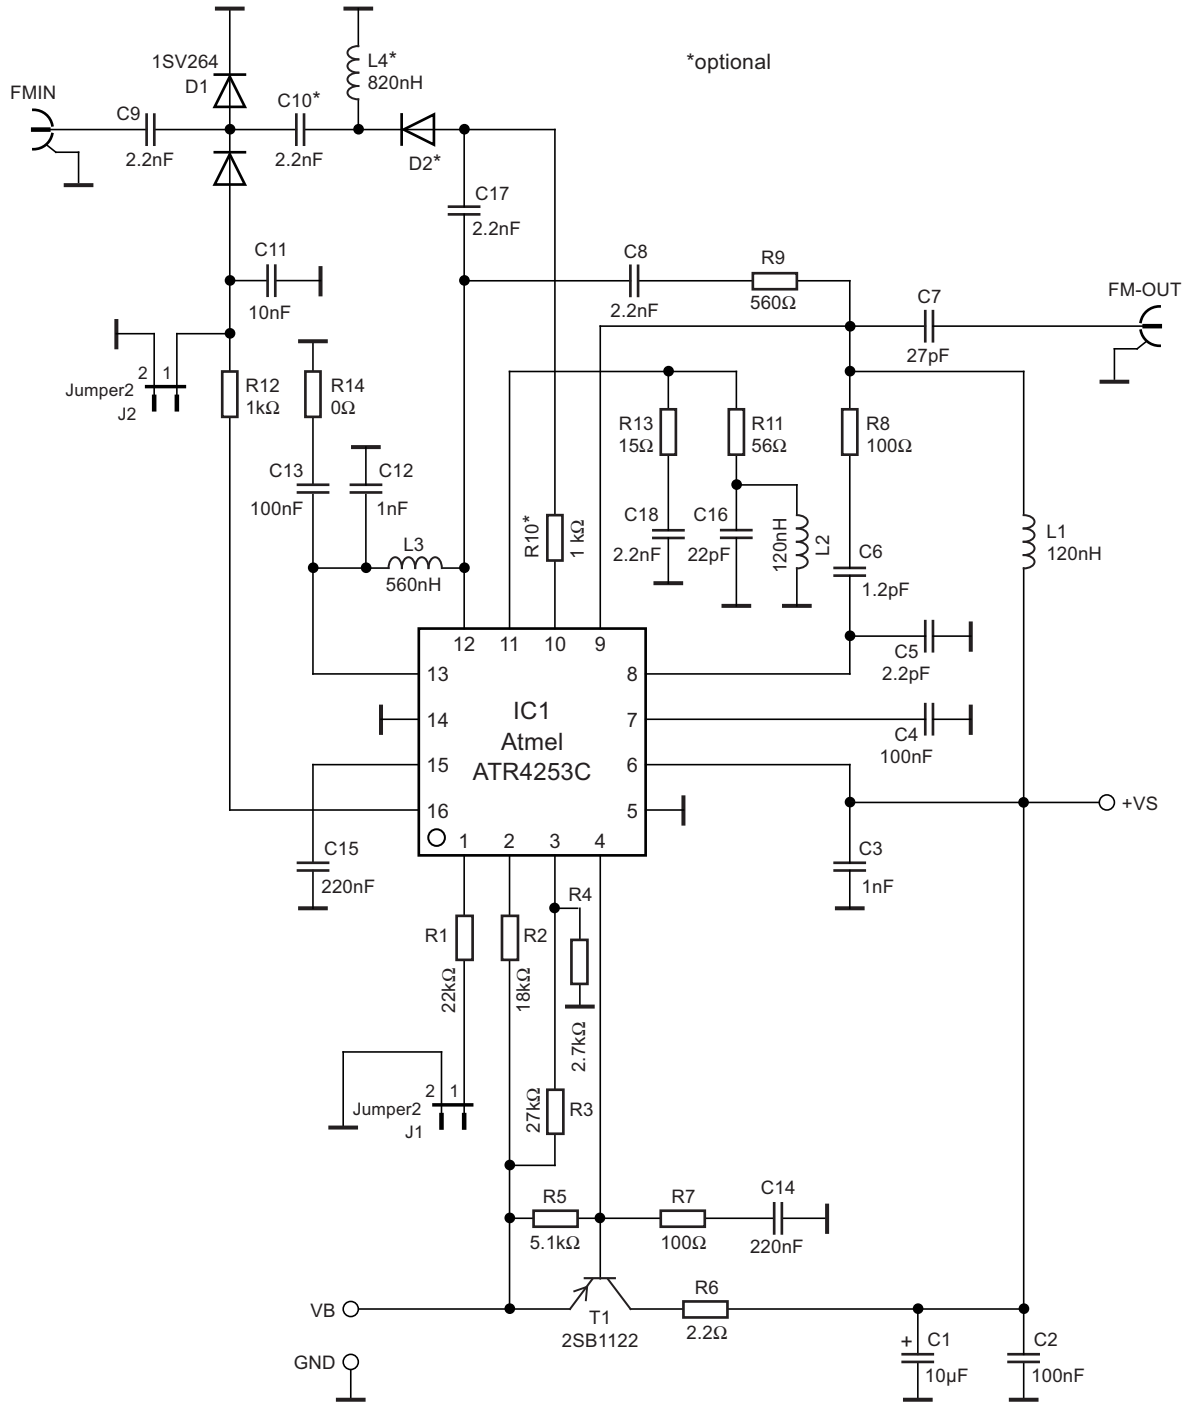 1SV264
D1
L4*
820nH
*optional
FMIN
C9
2.2nF
C10*
2.2nF
D2*
C17
2.2nF
C11
10nF
C8
2.2nF
R9
560Ω
C7
27pF
FM-OUT
2 1
Jumper2
J2
R12
1kΩ
R14
0Ω
R13
15Ω
R11
56Ω
R8
100Ω
C13
100nF
C12
1nF
L3
560nH
R10*
1 kΩ
C18
2.2nF
C16
22pF
120nH
L2
C6
1.2pF
L1
120nH
12 11 10 9
13
14
15
16
IC1
Atmel
ATR4253C
8
7
6
5
1 2 3 4
C5
2.2pF
C4
100nF
+VS
C3
1nF
C15
220nF
R1
22kΩ
R2
18kΩ
R4
2.7kΩ
27kΩ
R3
2 1
Jumper2
J1
R5
5.1kΩ
R7
100Ω
C14
220nF
VB
T1
2SB1122
R6
2.2Ω
GND
+
C1
10µF
C2
100nF